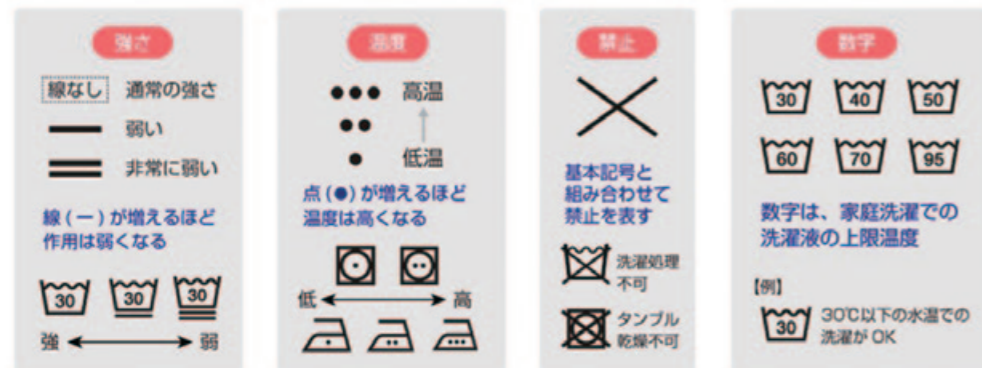 強さ
線なし 通常の強さ
弱い
非常に弱い
線(ー)が増えるほど
作用は弱くなる
30 30 30
強 弱
温度
高温
低温
点(●)が増えるほど
温度は高くなる
低 高
禁止
基本記号と
組み合わせて
禁止を表す
洗濯処理
不可
タンブル
乾燥不可
数字
30 40 50
60 70 95
数字は、家庭洗濯での
洗濯液の上限温度
【例】
30 30℃以下の水温での
洗濯が OK